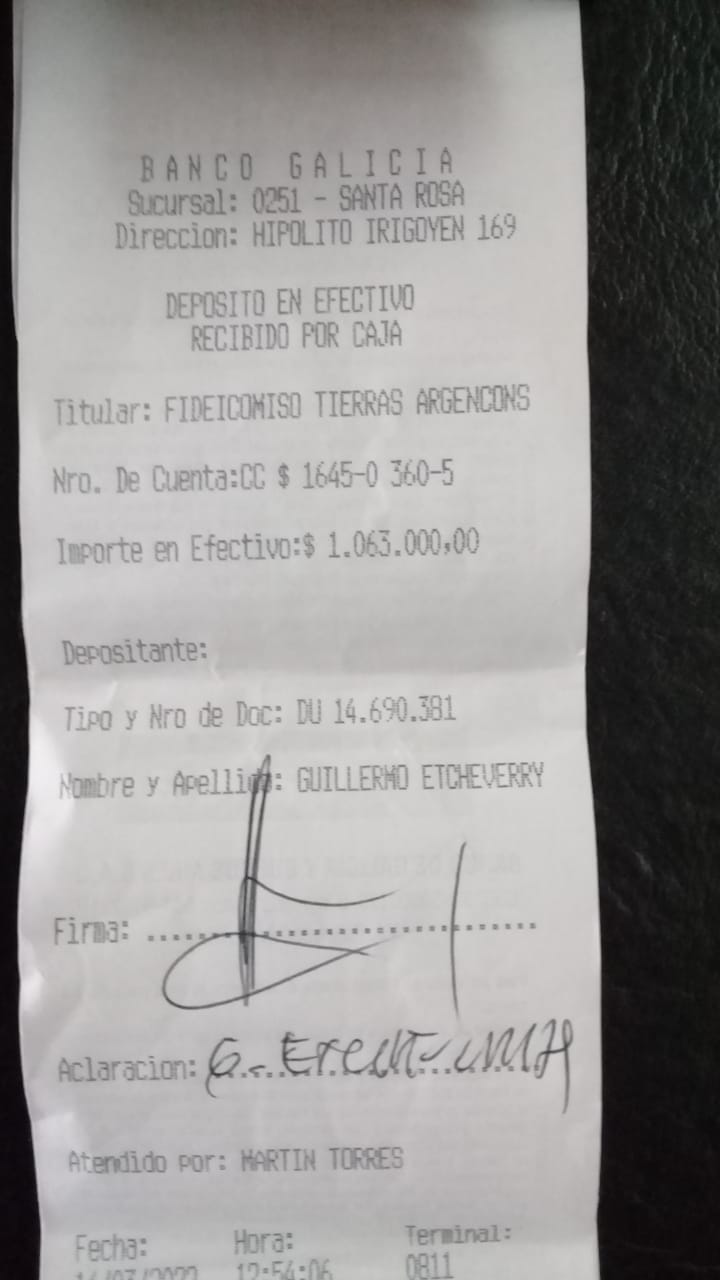 BANCO GALICIA
Sucursal: 0251 - SANTA ROSA
Direccion: HIPOLITO IRIGOYEN 169
DEPOSITO EN EFECTIVO
RECIBIDO POR CAJA
Titular: FIDEICOMISO TIERRAS ARGENCONS
Nro. De Cuenta:CC $ 1645-0 360-5
Importe en Efectivo:$ 1.063.000,00
Depositante:
Tipo y Nro de Doc: DU 14.690.381
Nombre y Apellido: GUILLERMO ETCHEVERRY
Firma:
Aclaracion: G.
Atendido por: MARTIN TORRES
Fecha: Hora: Terminal:
12:54:06 0811